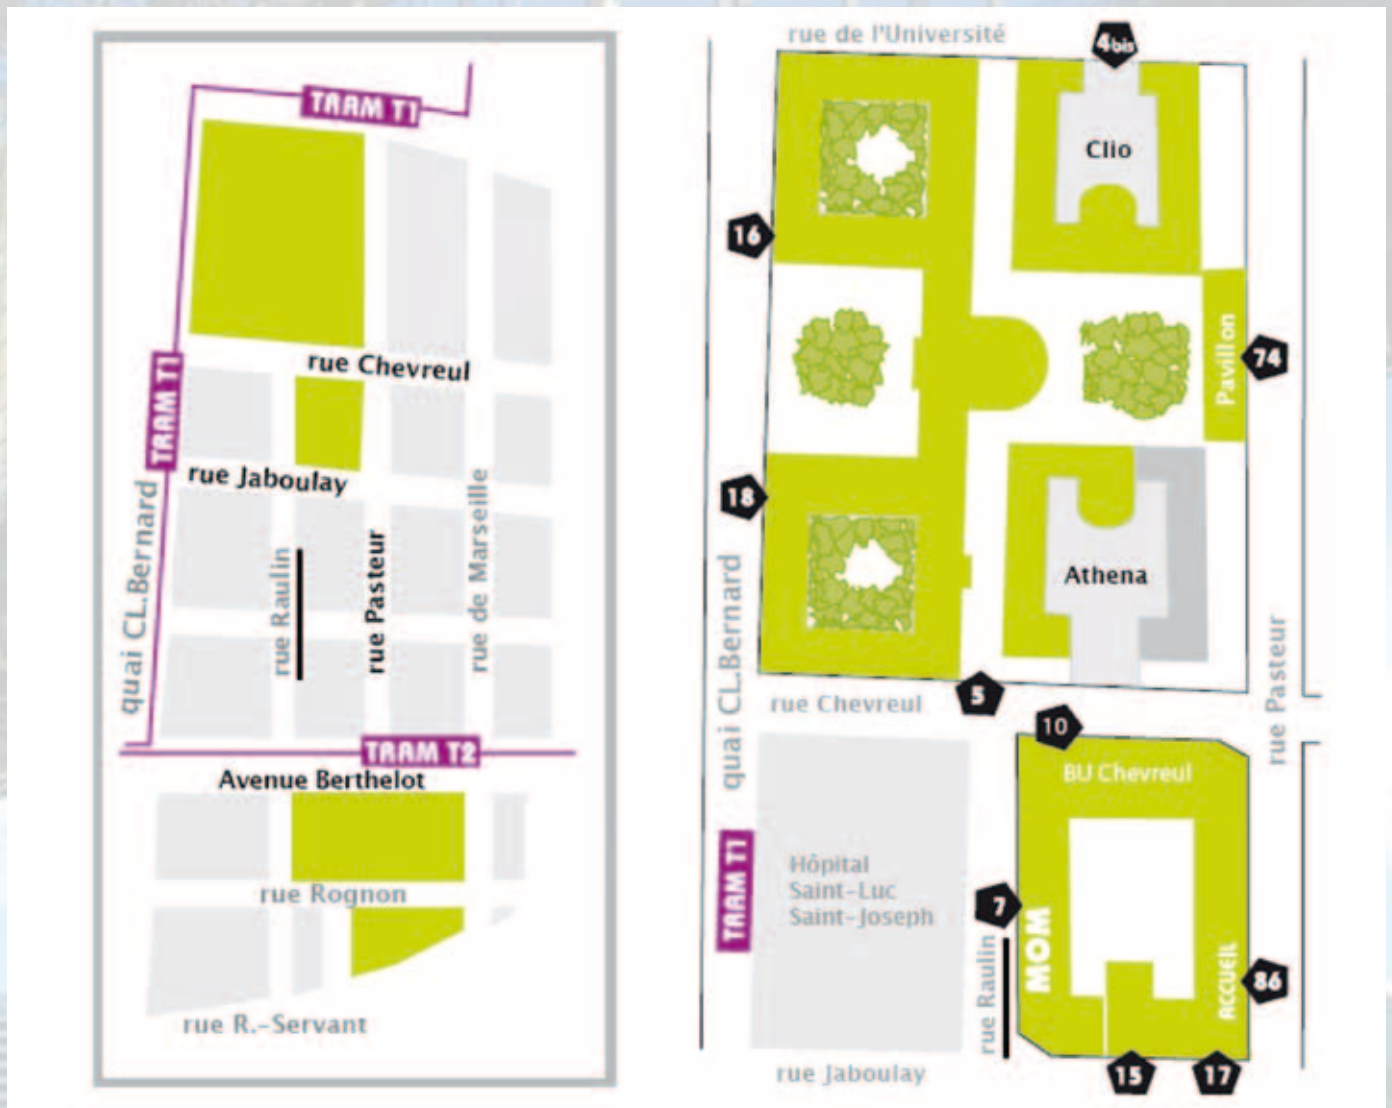 TRAM T1
rue Chevreul
TRAM T1
rue Jaboulay
quai CL.Bernard
rue Raulin
rue Pasteur
rue de Marseille
TRAM T2
Avenue Berthelot
rue Rognon
rue R.-Servant
rue de l'Université
4bis
Clio
16
Pavillon
74
18
Athena
quai CL.Bernard
rue Chevreul
5
rue Pasteur
10
BU Chevreul
TRAM T1
Hôpital
Saint-Luc
Saint-Joseph
7
MOM
rue Raulin
ACCUEIL
86
rue Jaboulay
15
17